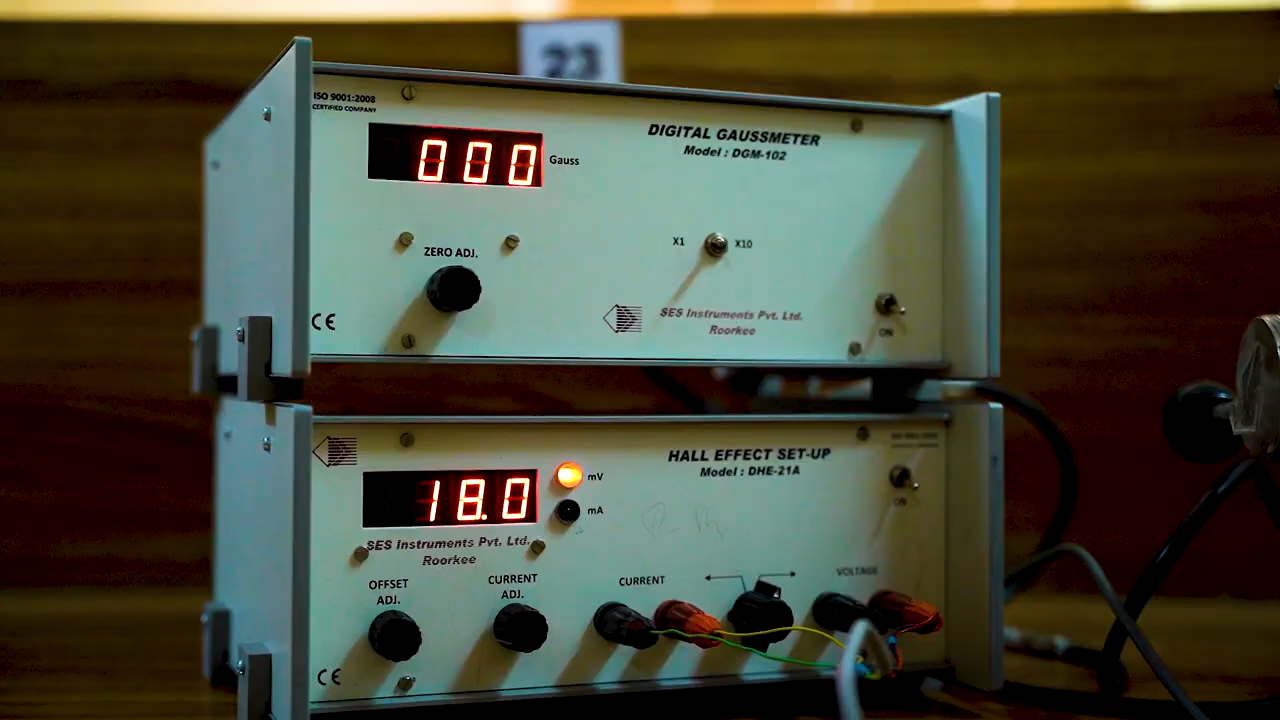 23
ISO 9001:2008
CERTIFIED COMPANY
000
Gauss
DIGITAL GAUSSMETER
Model : DGM-102
ZERO ADJ.
X1
X10
CE
SES Instruments Pvt. Ltd.
Roorkee
ON
HALL EFFECT SET-UP
Model : DHE-21A
18.0
mV
mA
ON
SES Instruments Pvt. Ltd.
Roorkee
OFFSET
ADJ.
CURRENT
ADJ.
CURRENT
VOLTAGE
CE